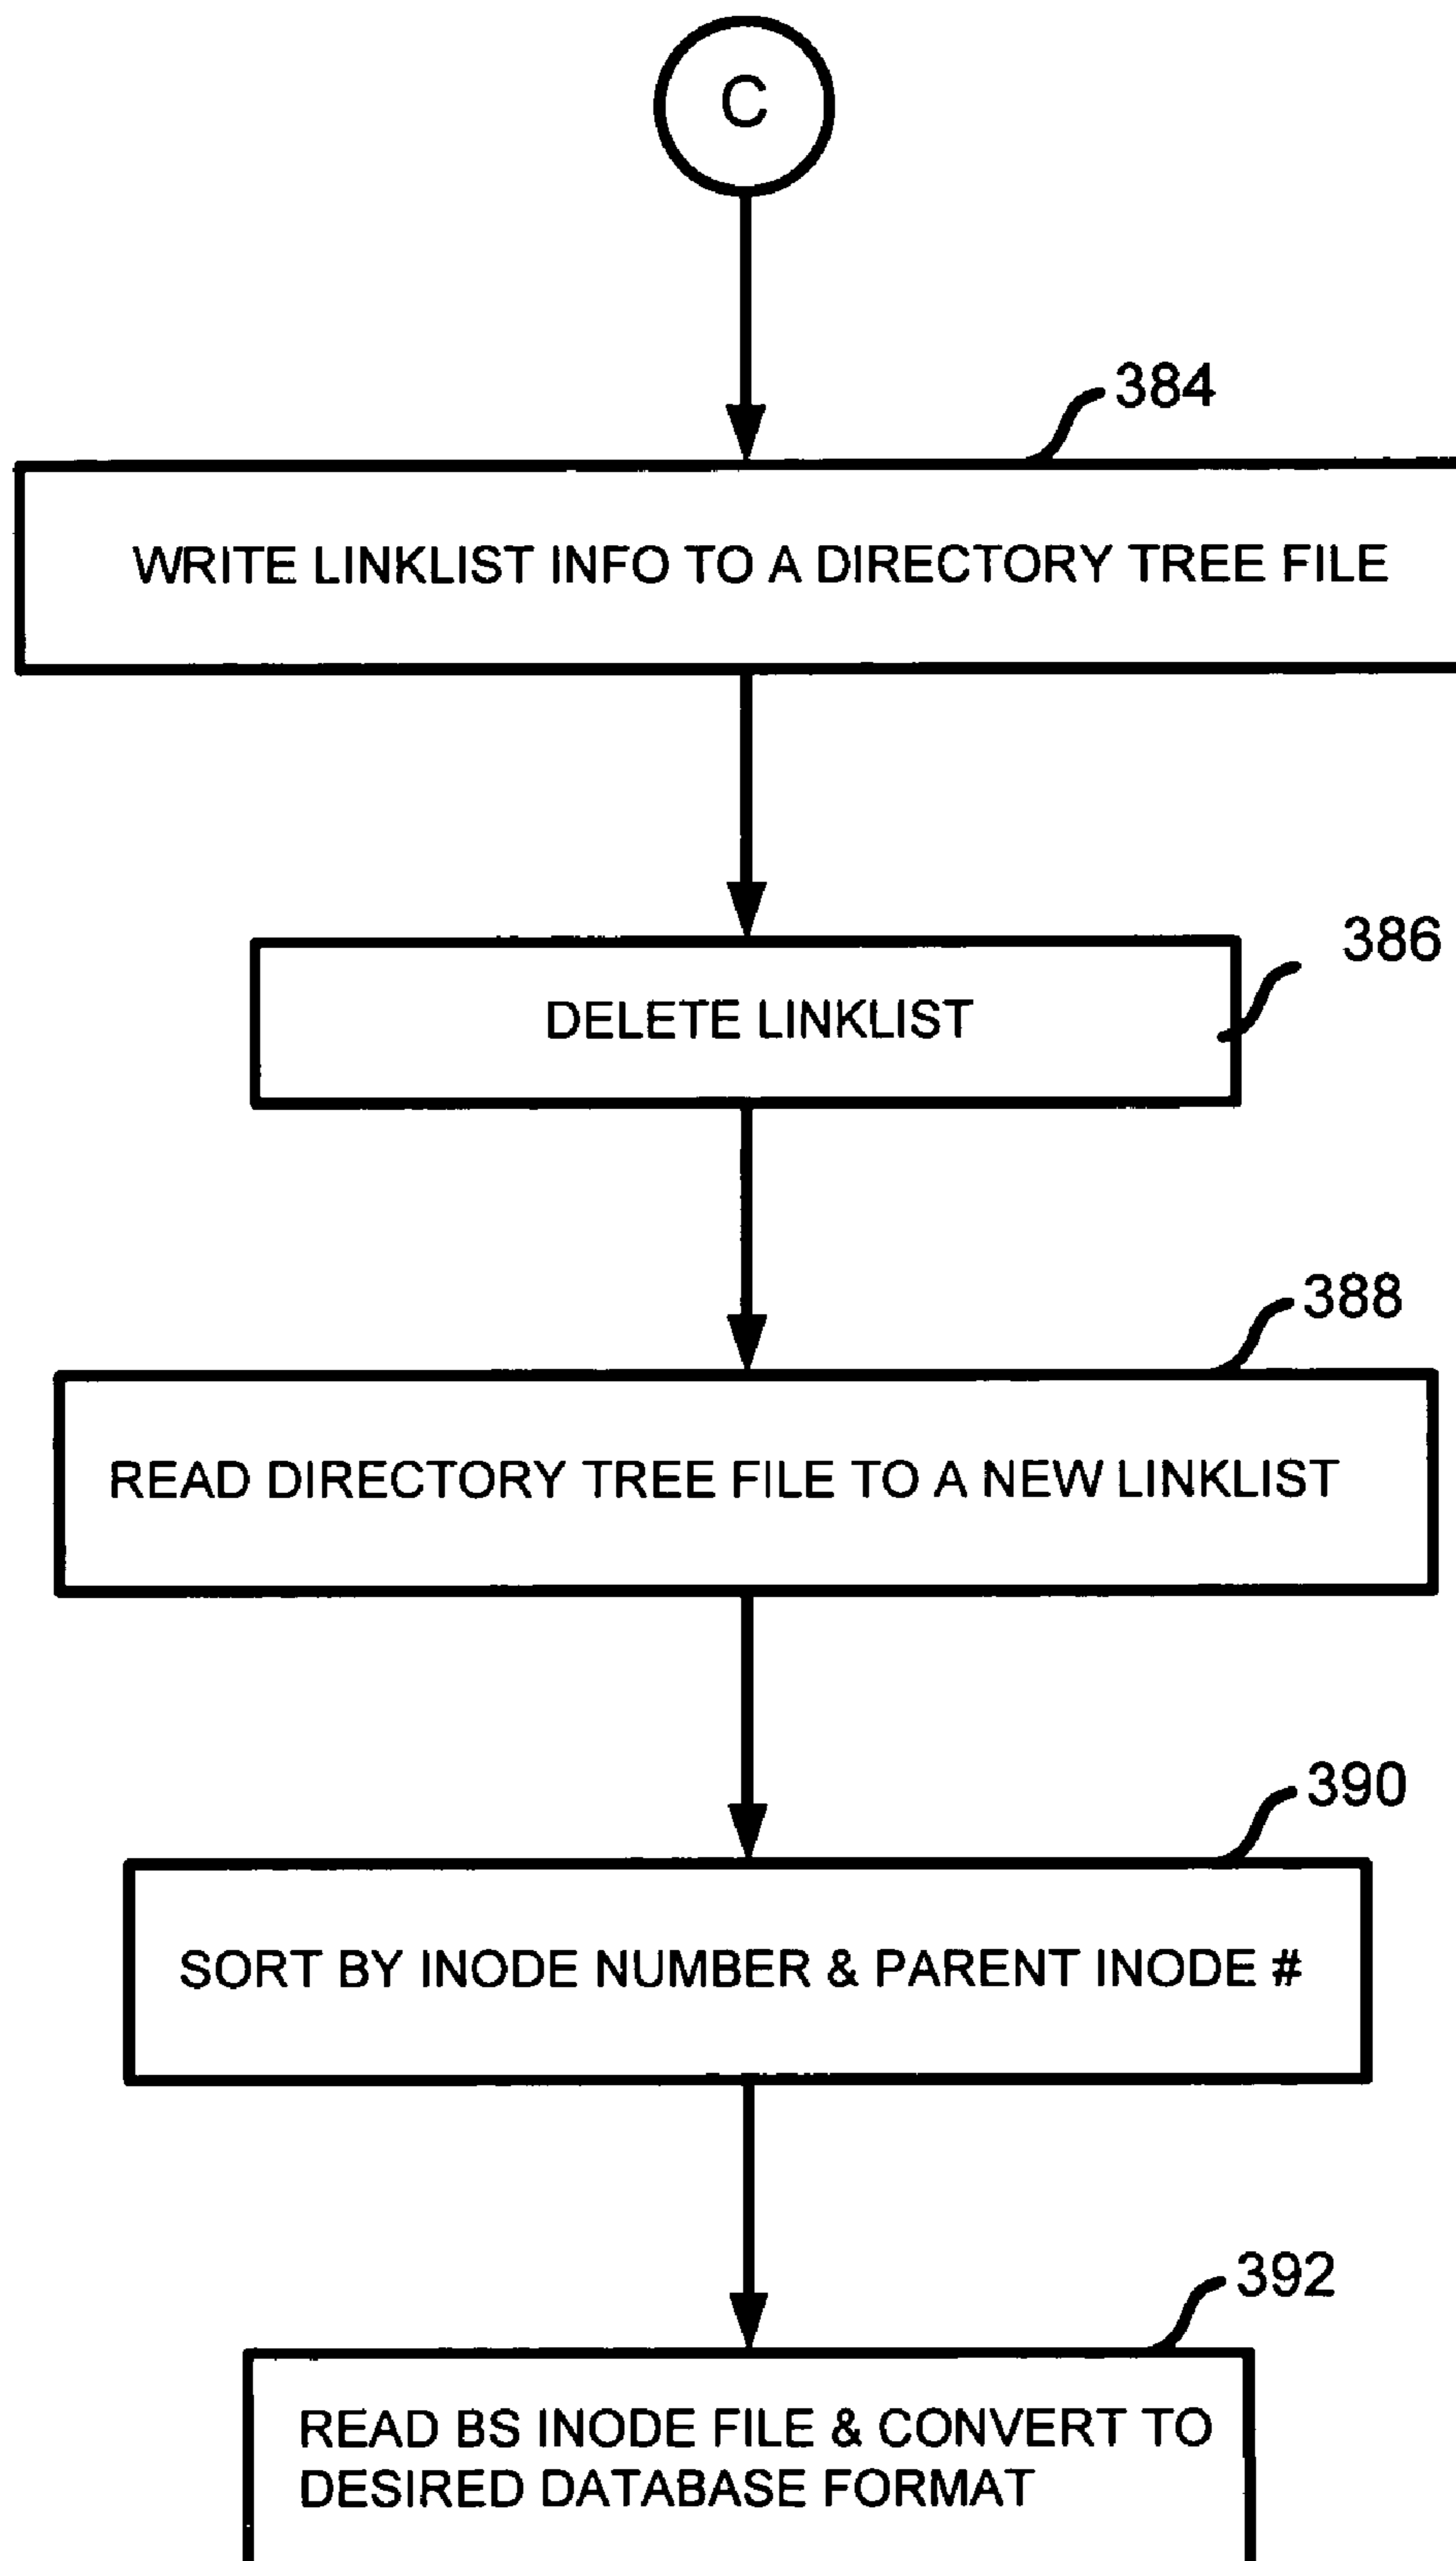 C
384
WRITE LINKLIST INFO TO A DIRECTORY TREE FILE
386
DELETE LINKLIST
388
READ DIRECTORY TREE FILE TO A NEW LINKLIST
390
SORT BY INODE NUMBER & PARENT INODE #
392
READ BS INODE FILE & CONVERT TO
DESIRED DATABASE FORMAT